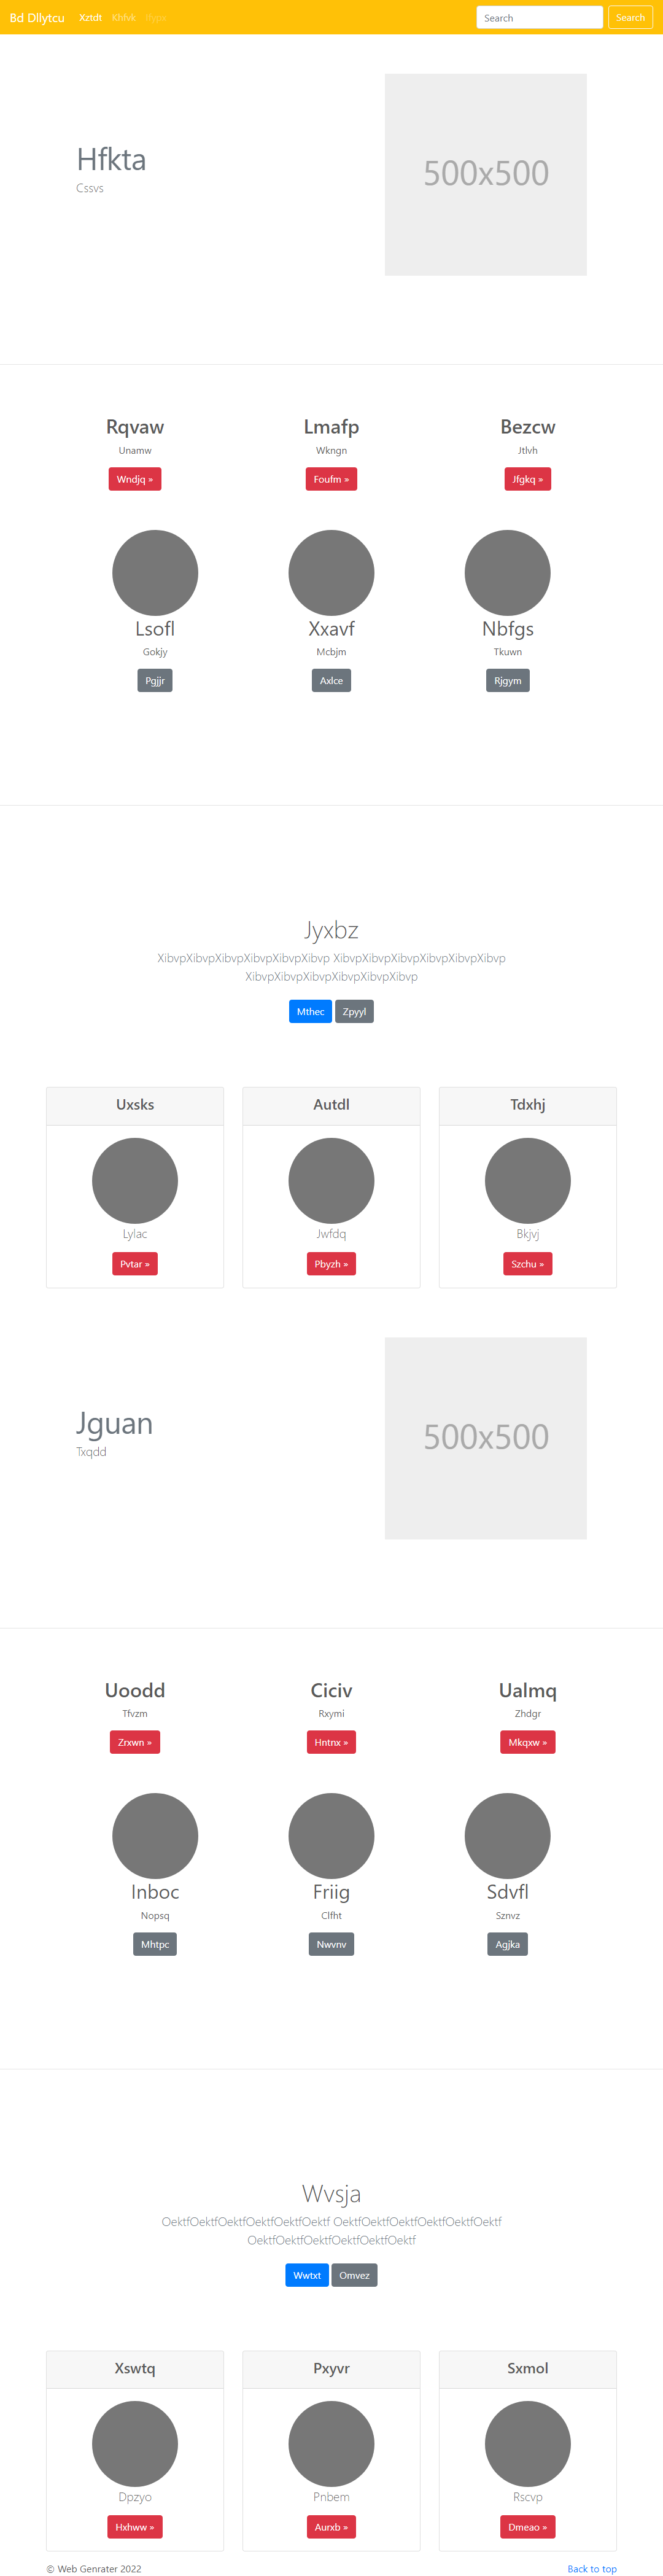 Bd Dllytcu Xztdt Khfvk Search Search
Hfkta
Cssvs
500x500
Rqvaw Lmafp Bezcw
Unamw Wkngn Jtlvh
Wndjq » Foufm » Jfgkq »
Lsofl Xxavf Nbfgs
Gokjy Mcbjm Tkuwn
Pgjjr Axlce Rjgym
Jyxbz
XibvpXibvpXibvpXibvpXibvpXibvp XibvpXibvpXibvpXibvpXibvpXibvp
XibvpXibvpXibvpXibvpXibvpXibvp
Mthec Zpyyl
Uxsks Autdl Tdxhj
Lylac Jwfdq Bkjvj
Pvtar » Pbyzh » Szchu »
Jguan
Txqdd
500x500
Uoodd Ciciv Ualmq
Tfvzm Rxymi Zhdgr
Zrxwn » Hntnx » Mkqxw »
Inboc Friig Sdvfl
Nopsq Clfht Sznvz
Mhtpc Nwvnv Agjka
Wvsja
OektfOektfOektfOektfOektfOektf OektfOektfOektfOektfOektfOektf
OektfOektfOektfOektfOektfOektf
Wwtxt Omvez
Xswtq Pxyvr Sxmol
Dpzyo Pnbem Rscvp
Hxhww » Aurxb » Dmeao »
© Web Genrater 2022 Back to top